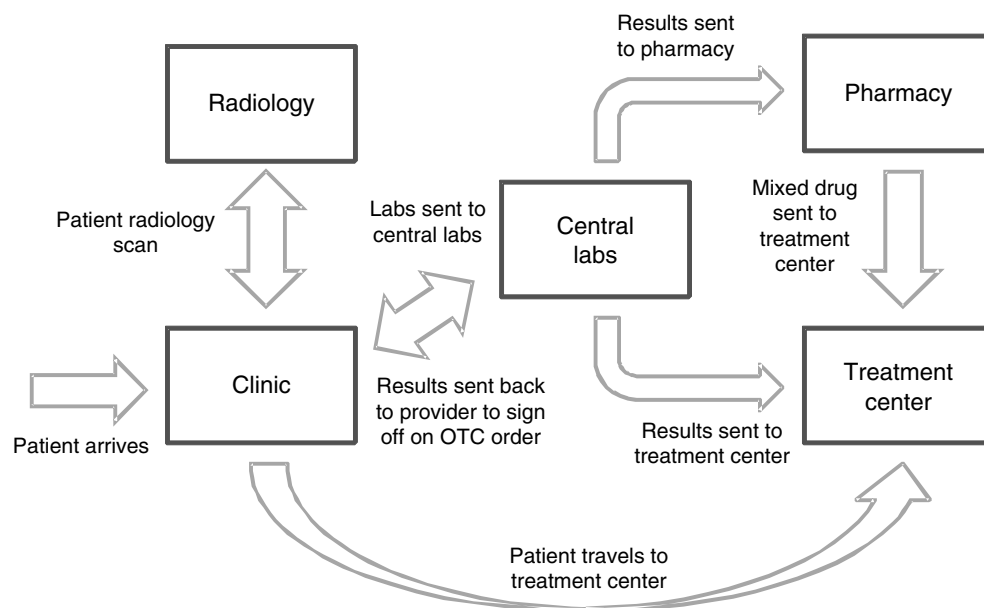 Results sent
to pharmacy
Radiology
Pharmacy
Patient radiology
scan
Labs sent to
central labs
Central
labs
Mixed drug
sent to
treatment
center
Clinic
Patient arrives
Results sent back
to provider to sign
off on OTC order
Treatment
center
Results sent to
treatment center
Patient travels to
treatment center